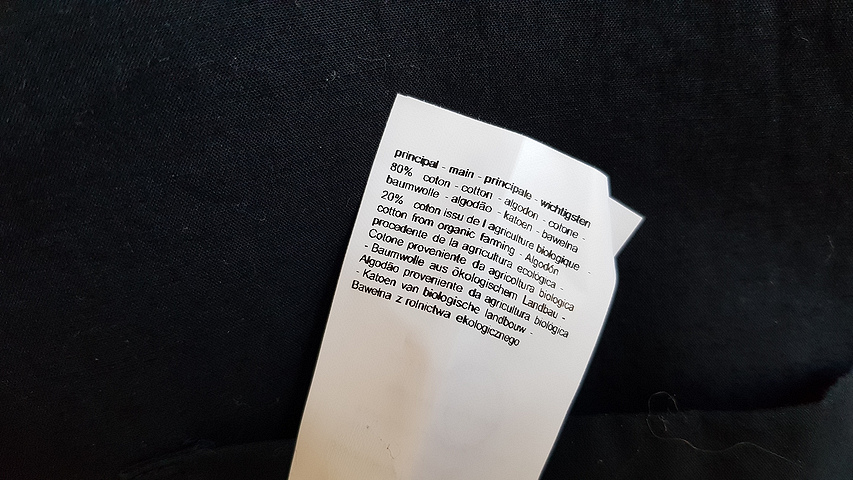 principal - main - principale - wichtigsten
80% coton - cotton - algodon - cotone -
baumwolle - algodão - katoen - bawelna
20% coton issu de l agriculture biologique -
cotton from organic farming - Algodón
procedente de la agricultura ecológica -
Cotone proveniente da agricoltura biologica
- Baumwolle aus ökologischem Landbau -
Algodão proveniente da agricultura biológica
- Katoen van biologische landbouw -
Bawełna z rolnictwa ekologicznego